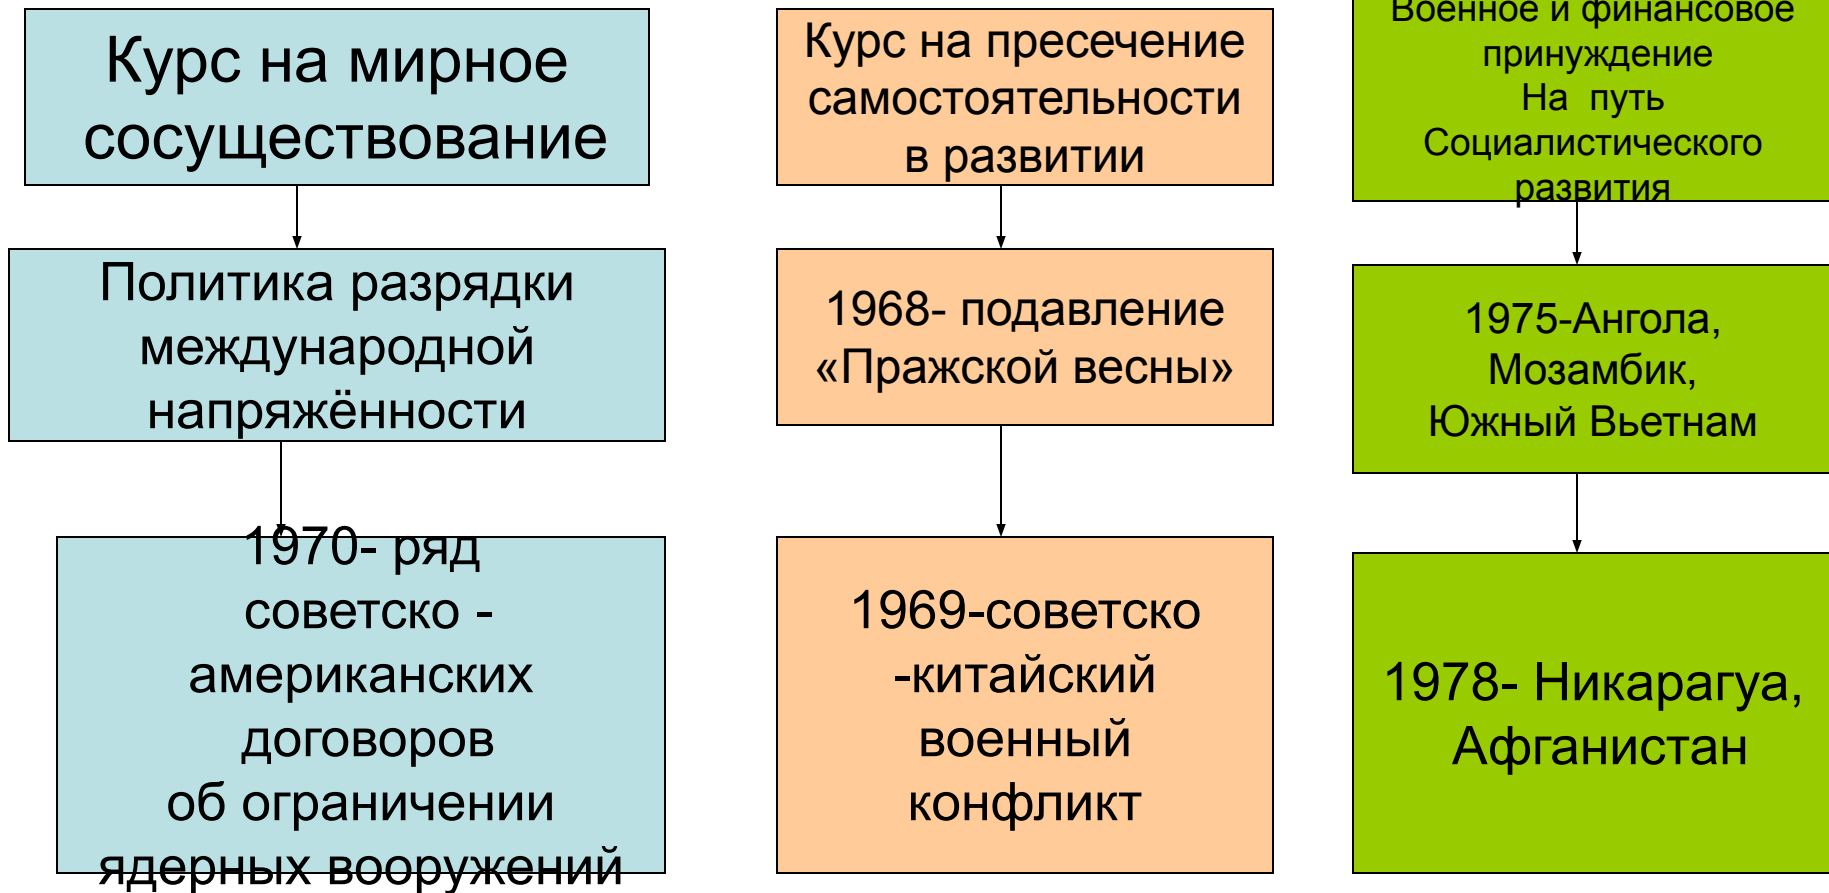 Курс на мирное
сосуществование
Политика разрядки
международной
напряжённости
1970- ряд
советско -
американских
договоров
об ограничении
ядерных вооружений
Курс на пресечение
самостоятельности
в развитии
1968- подавление
«Пражской весны»
1969-советско
-китайский
военный
конфликт
Военное и финансовое
принуждение
На путь
Социалистического
развития
1975-Ангола,
Мозамбик,
Южный Вьетнам
1978- Никарагуа,
Афганистан